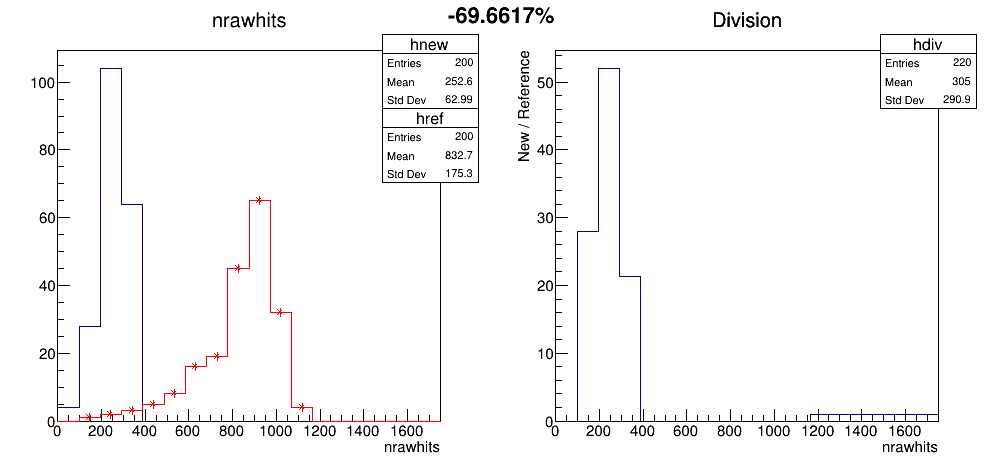 -69.6617%
nrawhits
hnew
Entries 200
Mean 252.6
Std Dev 62.99
href
Entries 200
Mean 832.7
Std Dev 175.3
100
80
60
40
20
0
0 200 400 600 800 1000 1200 1400 1600
nrawhits
Division
hdiv
Entries 220
Mean 305
Std Dev 290.9
New / Reference
50
40
30
20
10
0
0 200 400 600 800 1000 1200 1400 1600
nrawhits